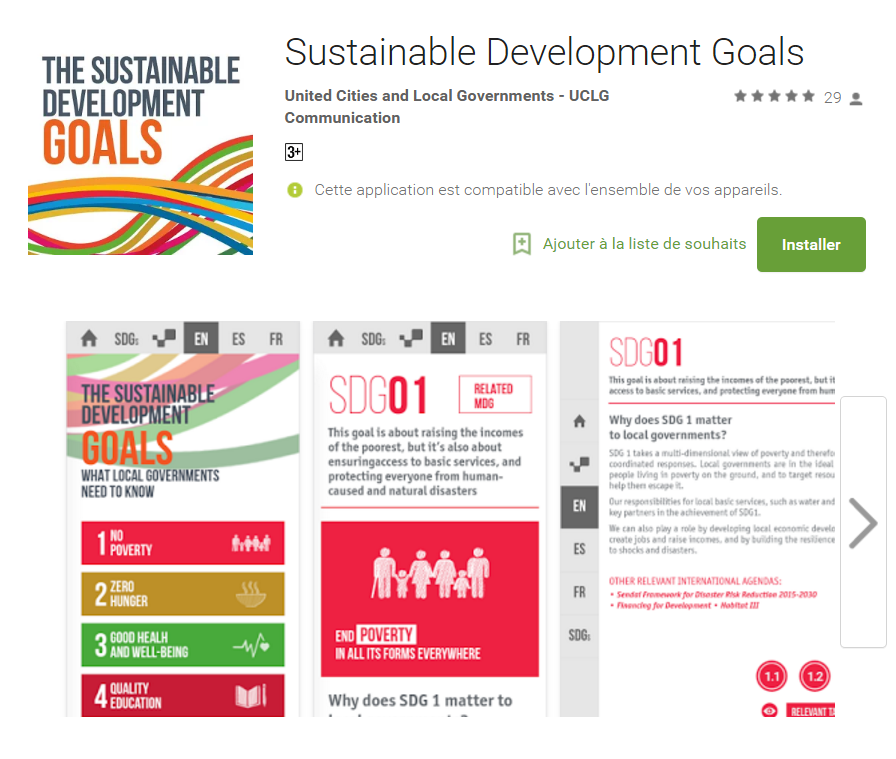 THE SUSTAINABLE
DEVELOPMENT
GOALS
Sustainable Development Goals
United Cities and Local Governments - UCLG
Communication
29
3+
Cette application est compatible avec l'ensemble de vos appareils.
Ajouter à la liste de souhaits
Installer
SDGs
EN
ES
FR
THE SUSTAINABLE
DEVELOPMENT
GOALS
WHAT LOCAL GOVERNMENTS
NEED TO KNOW
1 NO
POVERTY
2 ZERO
HUNGER
3 GOOD HEALH
AND WELL-BEING
4 QUALITY
EDUCATION
SDGs
EN
ES
FR
SDG01
RELATED
MDG
This goal is about raising the incomes
of the poorest, but it's also about
ensuringaccess to basic services, and
protecting everyone from human-
caused and natural disasters
END POVERTY
IN ALL ITS FORMS EVERYWHERE
Why does SDG 1 matter to
EN
ES
FR
SDGs
SDG01
This goal is about raising the incomes of the poorest, but it
access to basic services, and protecting everyone from hum
Why does SDG 1 matter
to local governments?
SDG 1 takes a multi-dimensional view of poverty and therefo
coordinated responses. Local governments are in the ideal
people living in poverty on the ground, and to target resou
help them escape it.
Our responsibilities for local basic services, such as water and
key partners in the achievement of SDG1.
We can also play a role by developing local economic develo
create jobs and raise incomes, and by building the resilience
to shocks and disasters.
OTHER RELEVANT INTERNATIONAL AGENDAS:
• Sendai Framework for Disaster Risk Reduction 2015-2030
• Financing for Development • Habitat III
1.1
1.2
RELEVANT TA